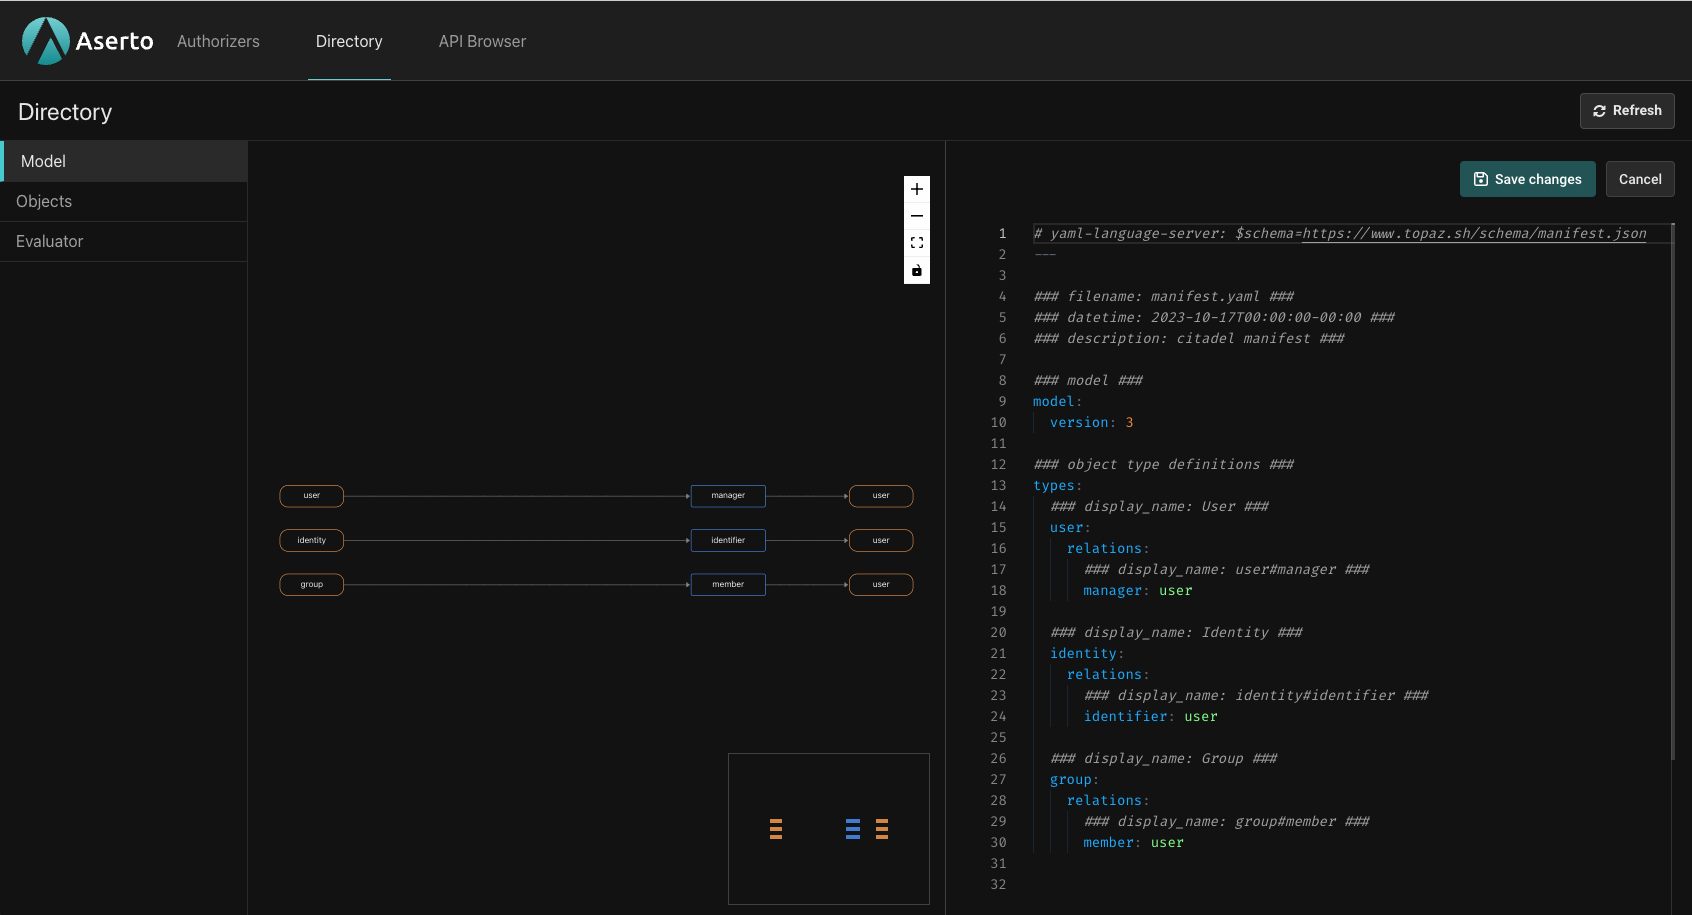 Aserto
Authorizers
Directory
API Browser
Directory
Refresh
Model
Objects
Evaluator
user
manager
user
identity
identifier
user
group
member
user
Save changes
Cancel
1 # yaml-language-server: $schema=https://www.topaz.sh/schema/manifest.json
2 ---
3
4 ### filename: manifest.yaml ###
5 ### datetime: 2023-10-17T00:00:00-00:00 ###
6 ### description: citadel manifest ###
7
8 ### model ###
9 model:
10 version: 3
11
12 ### object type definitions ###
13 types:
14 ### display_name: User ###
15 user:
16 relations:
17 ### display_name: user#manager ###
18 manager: user
19
20 ### display_name: Identity ###
21 identity:
22 relations:
23 ### display_name: identity#identifier ###
24 identifier: user
25
26 ### display_name: Group ###
27 group:
28 relations:
29 ### display_name: group#member ###
30 member: user
31
32